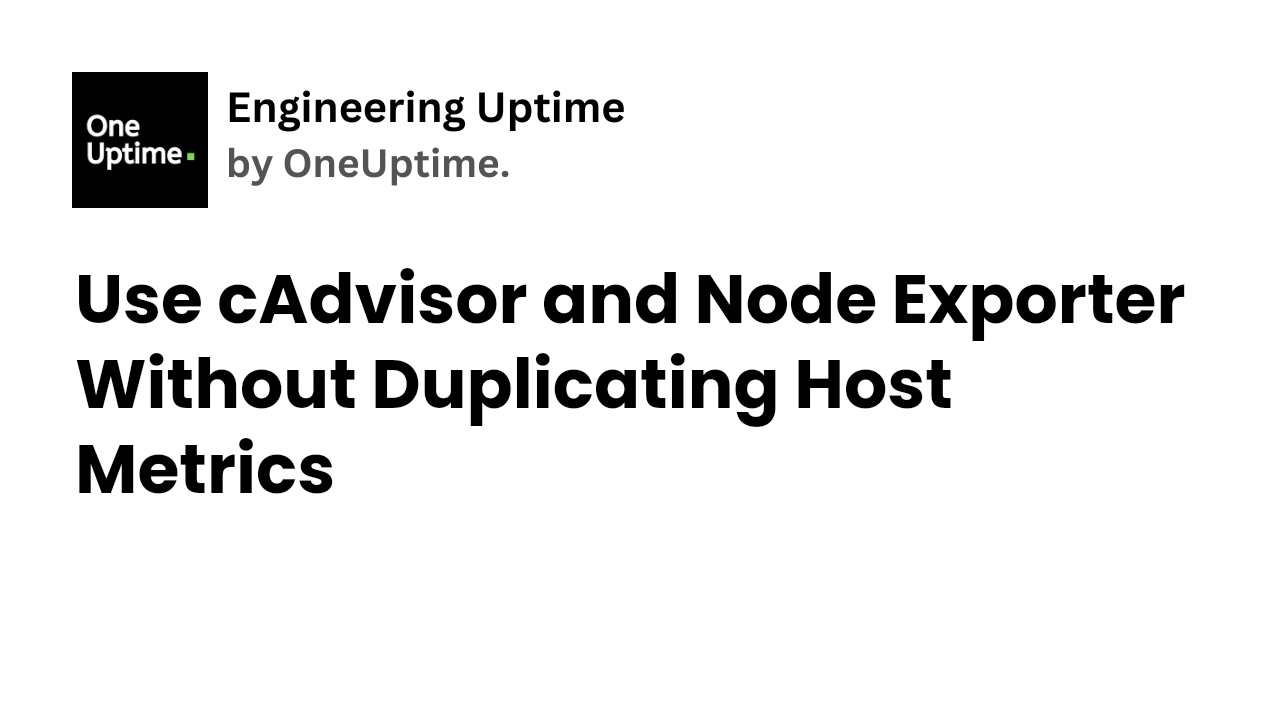 One
Uptime
Engineering Uptime
by OneUptime.
Use cAdvisor and Node Exporter
Without Duplicating Host
Metrics